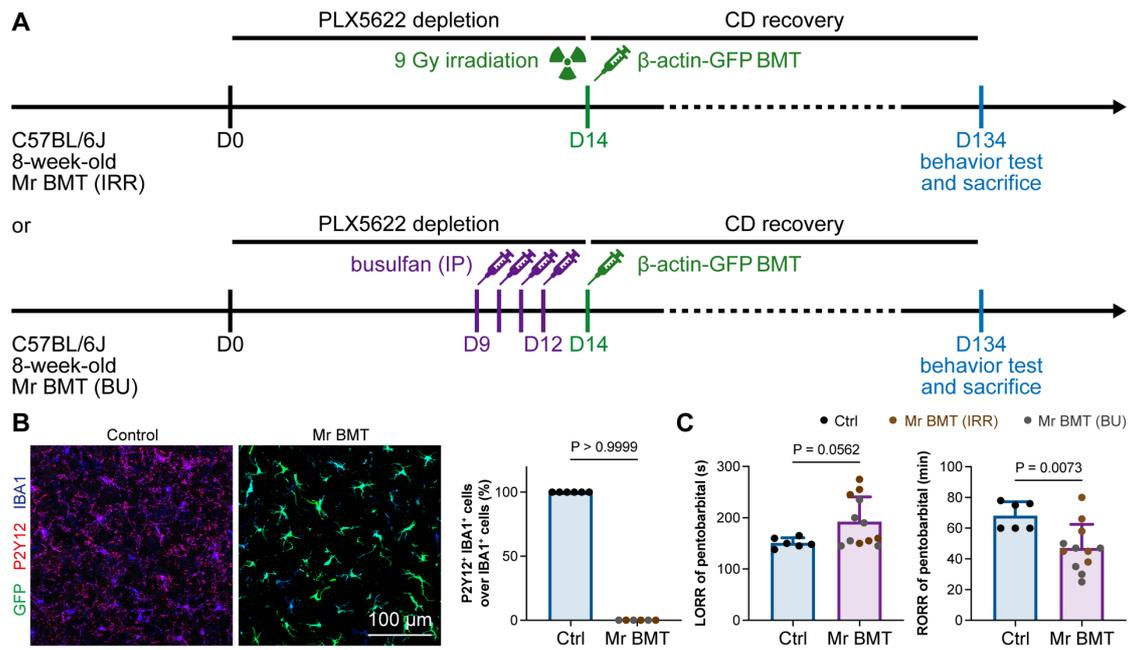 A
PLX5622 depletion
CD recovery
9 Gy irradiation
β-actin-GFP BMT
C57BL/6J
8-week-old
Mr BMT (IRR)
D0
D14
D134
behavior test
and sacrifice
or
PLX5622 depletion
CD recovery
busulfan (IP)
β-actin-GFP BMT
C57BL/6J
8-week-old
Mr BMT (BU)
D0
D9
D12
D14
D134
behavior test
and sacrifice
B
Control
Mr BMT
GFP P2Y12 IBA1
100 μm
P2Y12⁺ IBA1⁺ cells
over IBA1⁺ cells (%)
P > 0.9999
100
50
0
Ctrl
Mr BMT
C
Ctrl
Mr BMT (IRR)
Mr BMT (BU)
LORR of pentobarbital (s)
P = 0.0562
300
200
100
0
Ctrl
Mr BMT
RORR of pentobarbital (min)
P = 0.0073
100
80
60
40
20
0
Ctrl
Mr BMT